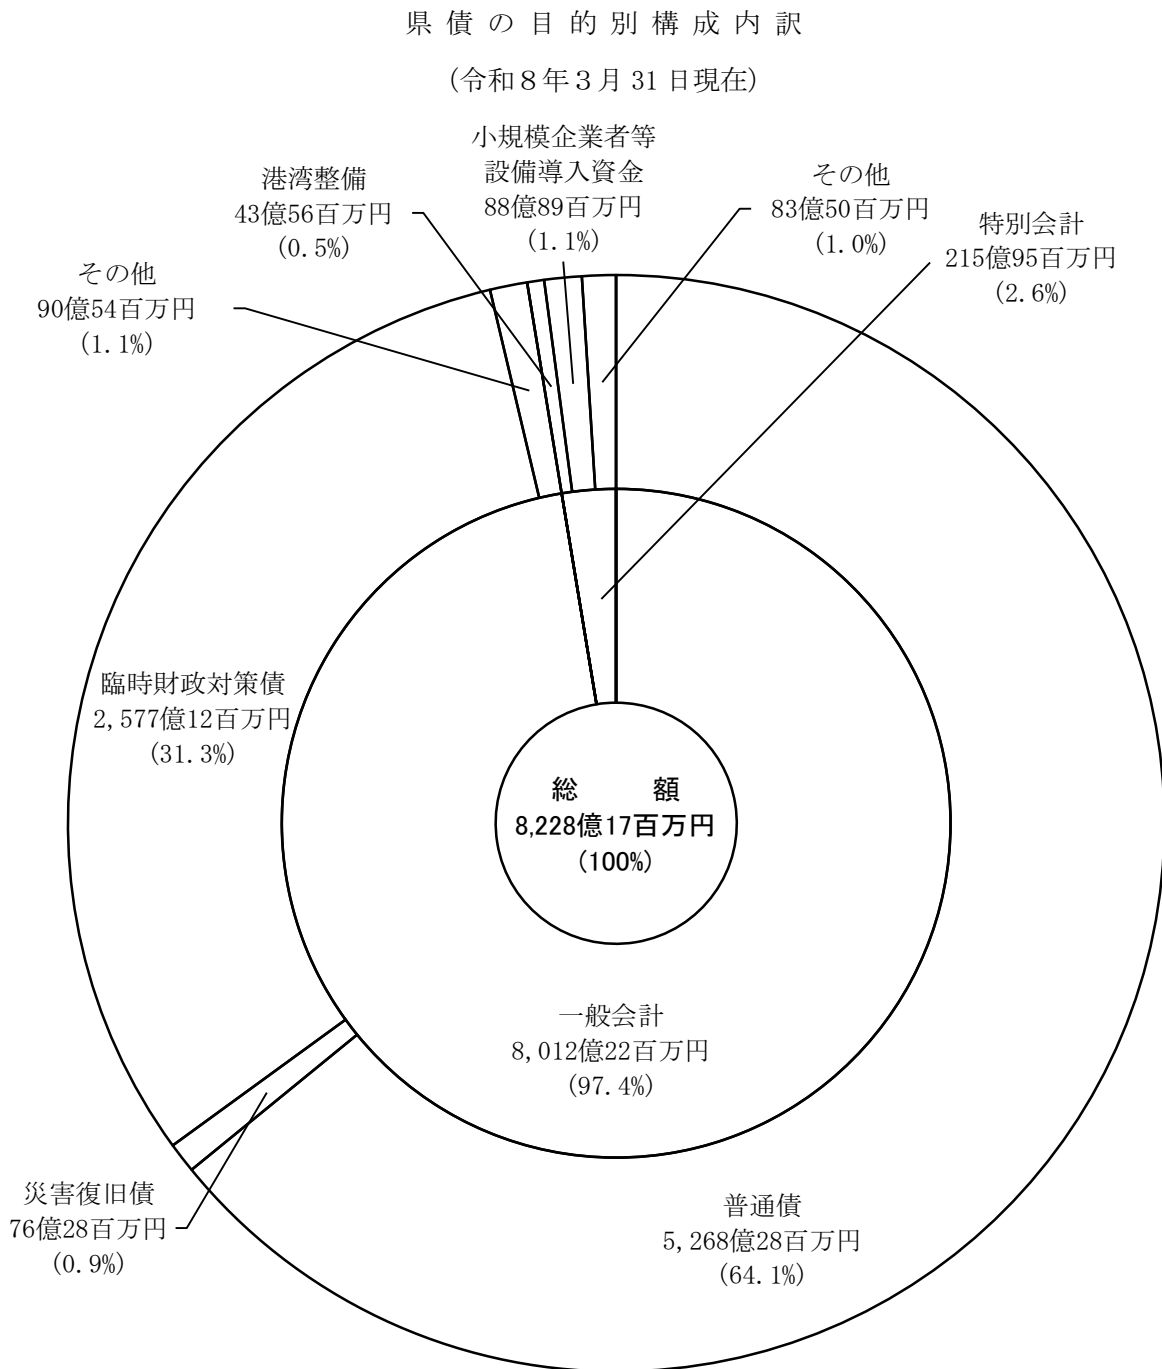 県債の目的別構成内訳
(令和８年３月 31 日現在)
小規模企業者等
設備導入資金
88億89百万円
(1.1%)
港湾整備
43億56百万円
(0.5%)
その他
83億50百万円
(1.0%)
特別会計
215億95百万円
(2.6%)
その他
90億54百万円
(1.1%)
臨時財政対策債
2,577億12百万円
(31.3%)
総 額
8,228億17百万円
(100%)
一般会計
8,012億22百万円
(97.4%)
災害復旧債
76億28百万円
(0.9%)
普通債
5,268億28百万円
(64.1%)